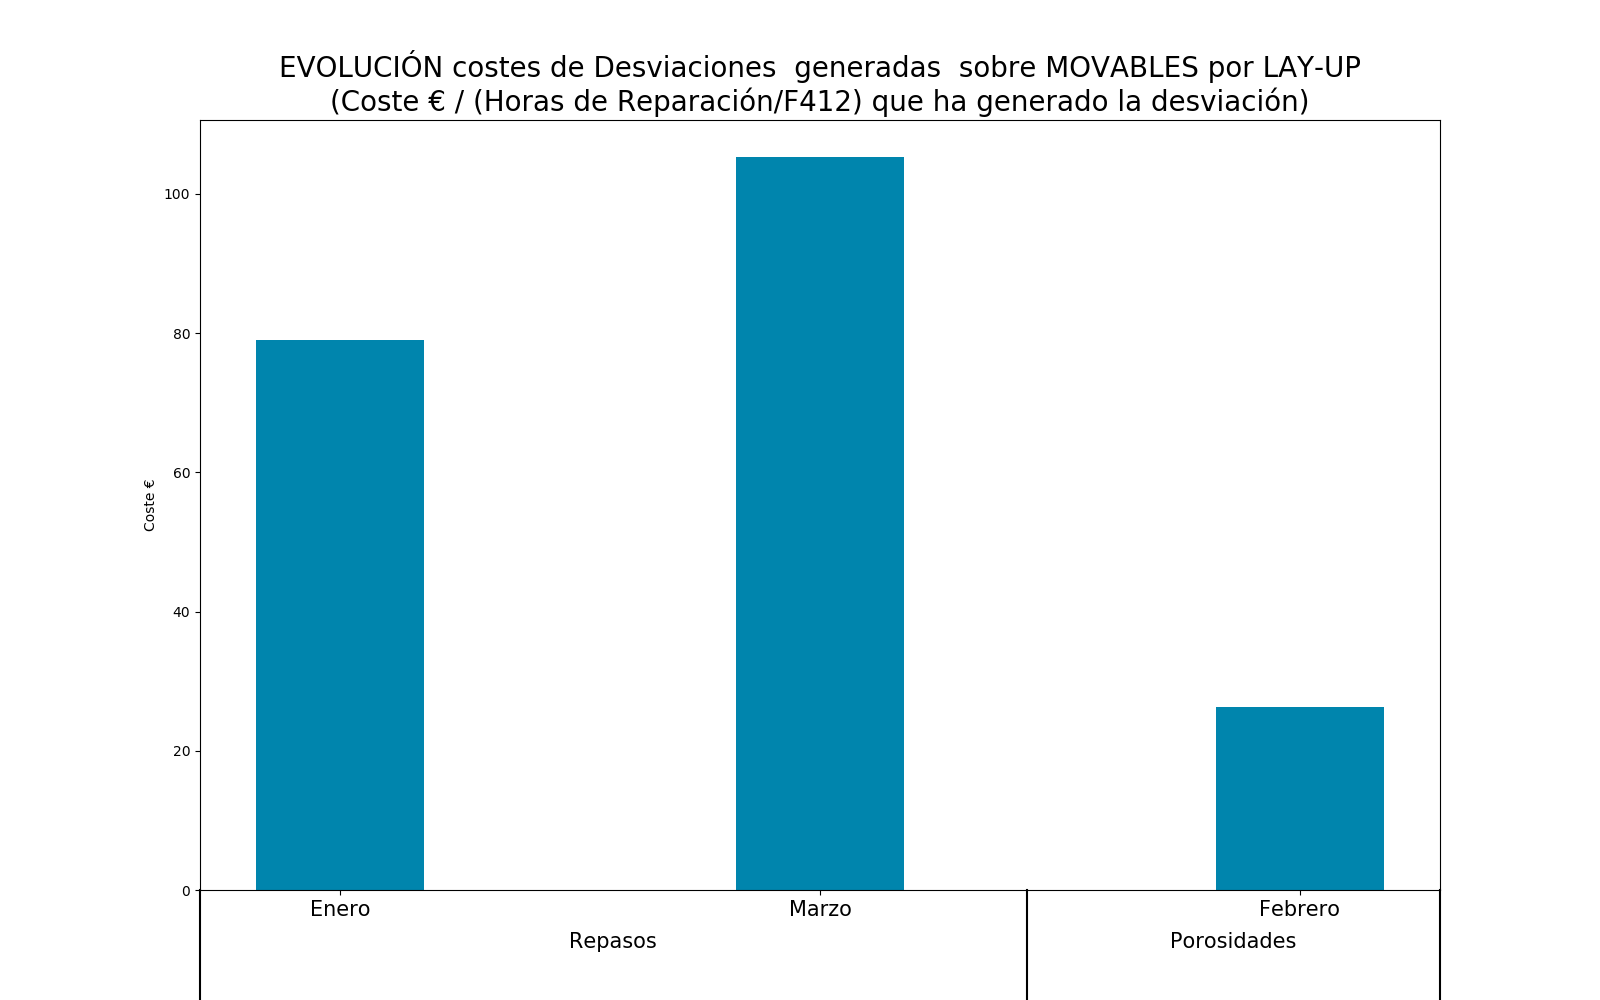 EVOLUCIÓN costes de Desviaciones  generadas  sobre MOVABLES por LAY-UP
(Coste € / (Horas de Reparación/F412) que ha generado la desviación)
100
80
60
40
20
0
Coste €
Enero
Marzo
Febrero
Repasos
Porosidades